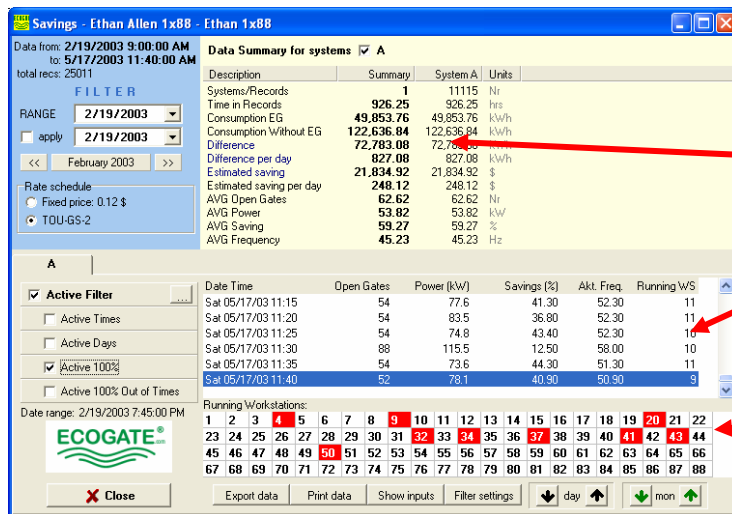 Savings - Ethan Allen 1x88 - Ethan 1x88
Data from: 2/19/2003 9:00:00 AM
to: 5/17/2003 11:40:00 AM
total recs: 25011
FILTER
RANGE 2/19/2003
apply 2/19/2003
<< February 2003 >>
Rate schedule
Fixed price: 0.12 $
TOU-GS-2
Data Summary for systems A
Description Summary System A Units
Systems/Records 1 11115 Nr
Time in Records 926.25 926.25 hrs
Consumption EG 49,853.76 49,853.76 kWh
Consumption Without EG 122,636.84 122,636.84 kWh
Difference 72,783.08 72,783.08 kWh
Difference per day 827.08 827.08 kWh
Estimated saving 21,834.92 21,834.92 $
Estimated saving per day 248.12 248.12 $
AVG Open Gates 62.62 62.62 Nr
AVG Power 53.82 53.82 kW
AVG Saving 59.27 59.27 %
AVG Frequency 45.23 45.23 Hz
A
Active Filter ...
Active Times
Active Days
Active 100%
Active 100% Out of Times
Date range: 2/19/2003 7:45:00 PM
ECOGATE®
Close
Date Time Open Gates Power (kW) Savings (%) Akt. Freq. Running WS
Sat 05/17/03 11:15 54 77.6 41.30 52.30 11
Sat 05/17/03 11:20 54 83.5 36.80 52.30 11
Sat 05/17/03 11:25 54 74.8 43.40 52.30 10
Sat 05/17/03 11:30 88 115.5 12.50 58.00 10
Sat 05/17/03 11:35 54 73.6 44.30 51.30 11
Sat 05/17/03 11:40 52 78.1 40.90 50.90 9
Running Workstations:
1 2 3 4 5 6 7 8 9 10 11 12 13 14 15 16 17 18 19 20 21 22
23 24 25 26 27 28 29 30 31 32 33 34 35 36 37 38 39 40 41 42 43 44
45 46 47 48 49 50 51 52 53 54 55 56 57 58 59 60 61 62 63 64 65 66
67 68 69 70 71 72 73 74 75 76 77 78 79 80 81 82 83 84 85 86 87 88
Export data Print data Show inputs Filter settings day mon